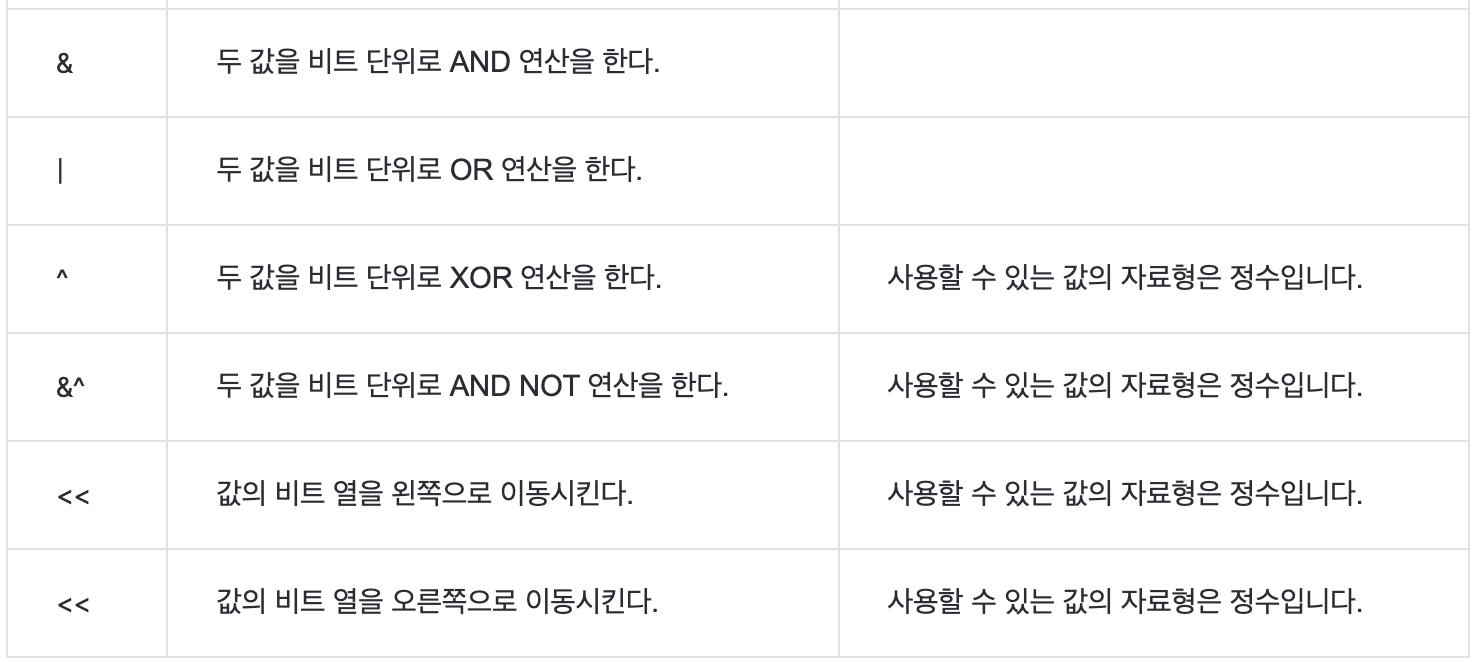 & 두 값을 비트 단위로 AND 연산을 한다.
| 두 값을 비트 단위로 OR 연산을 한다.
^ 두 값을 비트 단위로 XOR 연산을 한다. 사용할 수 있는 값의 자료형은 정수입니다.
&^ 두 값을 비트 단위로 AND NOT 연산을 한다. 사용할 수 있는 값의 자료형은 정수입니다.
<< 값의 비트 열을 왼쪽으로 이동시킨다. 사용할 수 있는 값의 자료형은 정수입니다.
<< 값의 비트 열을 오른쪽으로 이동시킨다. 사용할 수 있는 값의 자료형은 정수입니다.